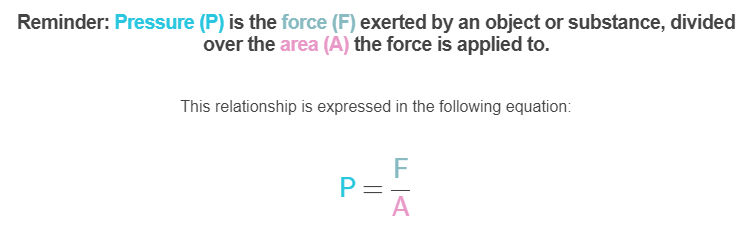 Reminder: Pressure (P) is the force (F) exerted by an object or substance, divided
over the area (A) the force is applied to.
This relationship is expressed in the following equation:
P = F/A